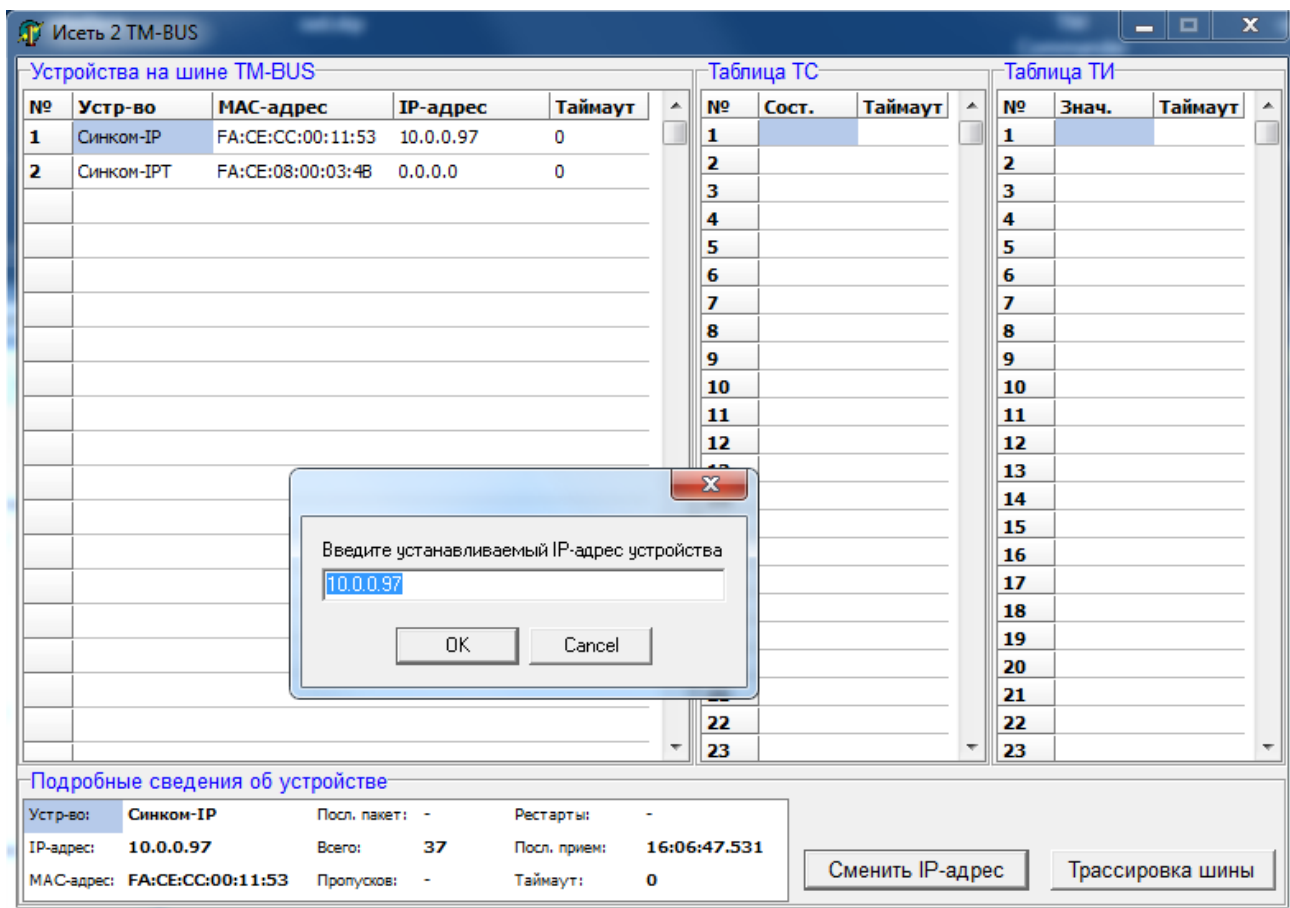 Исеть 2 TM-BUS
Устройства на шине TM-BUS
Таблица ТС
Таблица ТИ
№ Устр-во MAC-адрес IP-адрес Таймаут
1 Синком-IP FA:CE:CC:00:11:53 10.0.0.97 0
2 Синком-IPT FA:CE:08:00:03:4B 0.0.0.0 0
№ Сост. Таймаут
1
2
3
4
5
6
7
8
9
10
11
12
22
23
№ Знач. Таймаут
1
2
3
4
5
6
7
8
9
10
11
12
13
14
15
16
17
18
19
20
21
22
23
Введите устанавливаемый IP-адрес устройства
10.0.0.97
OK Cancel
Подробные сведения об устройстве
Устр-во: Синком-IP Посл. пакет: - Рестарты: -
IP-адрес: 10.0.0.97 Всего: 37 Посл. прием: 16:06:47.531
MAC-адрес: FA:CE:CC:00:11:53 Пропусков: - Таймаут: 0
Сменить IP-адрес Трассировка шины